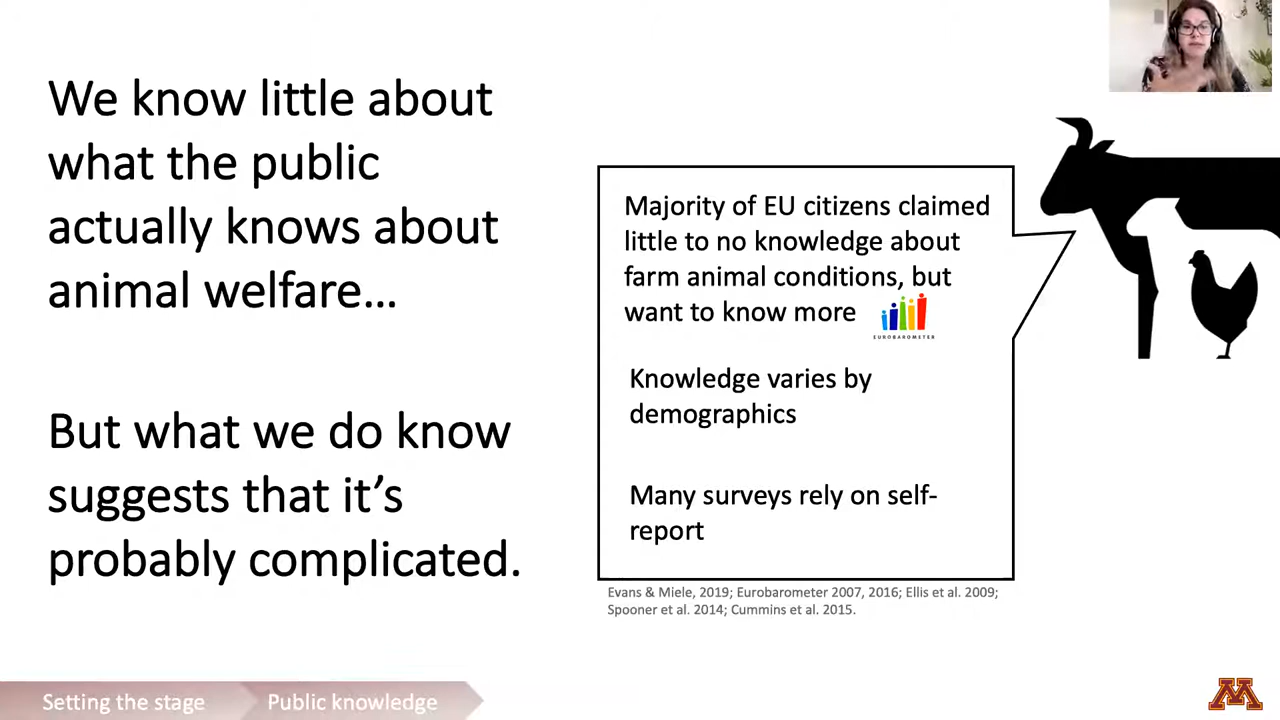 We know little about
what the public
actually knows about
animal welfare...
But what we do know
suggests that it's
probably complicated.
Majority of EU citizens claimed
little to no knowledge about
farm animal conditions, but
want to know more
EUROBAROMETER
Knowledge varies by
demographics
Many surveys rely on self-
report
Evans & Miele, 2019; Eurobarometer 2007, 2016; Ellis et al. 2009;
Spooner et al. 2014; Cummins et al. 2015.
Setting the stage
Public knowledge
M